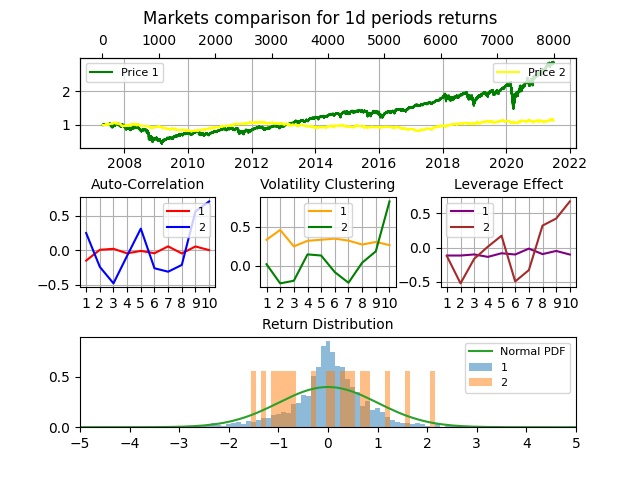 Markets comparison for 1d periods returns
0 1000 2000 3000 4000 5000 6000 7000 8000
Price 1
Price 2
2
1
2008 2010 2012 2014 2016 2018 2020 2022
Auto-Correlation Volatility Clustering Leverage Effect
0.5
0.0
−0.5
1
2
1 2 3 4 5 6 7 8 9 10
0.5
0.0
1
2
1 2 3 4 5 6 7 8 9 10
0.5
0.0
−0.5
1
2
1 2 3 4 5 6 7 8 9 10
Return Distribution
0.5
0.0
Normal PDF
1
2
−5 −4 −3 −2 −1 0 1 2 3 4 5